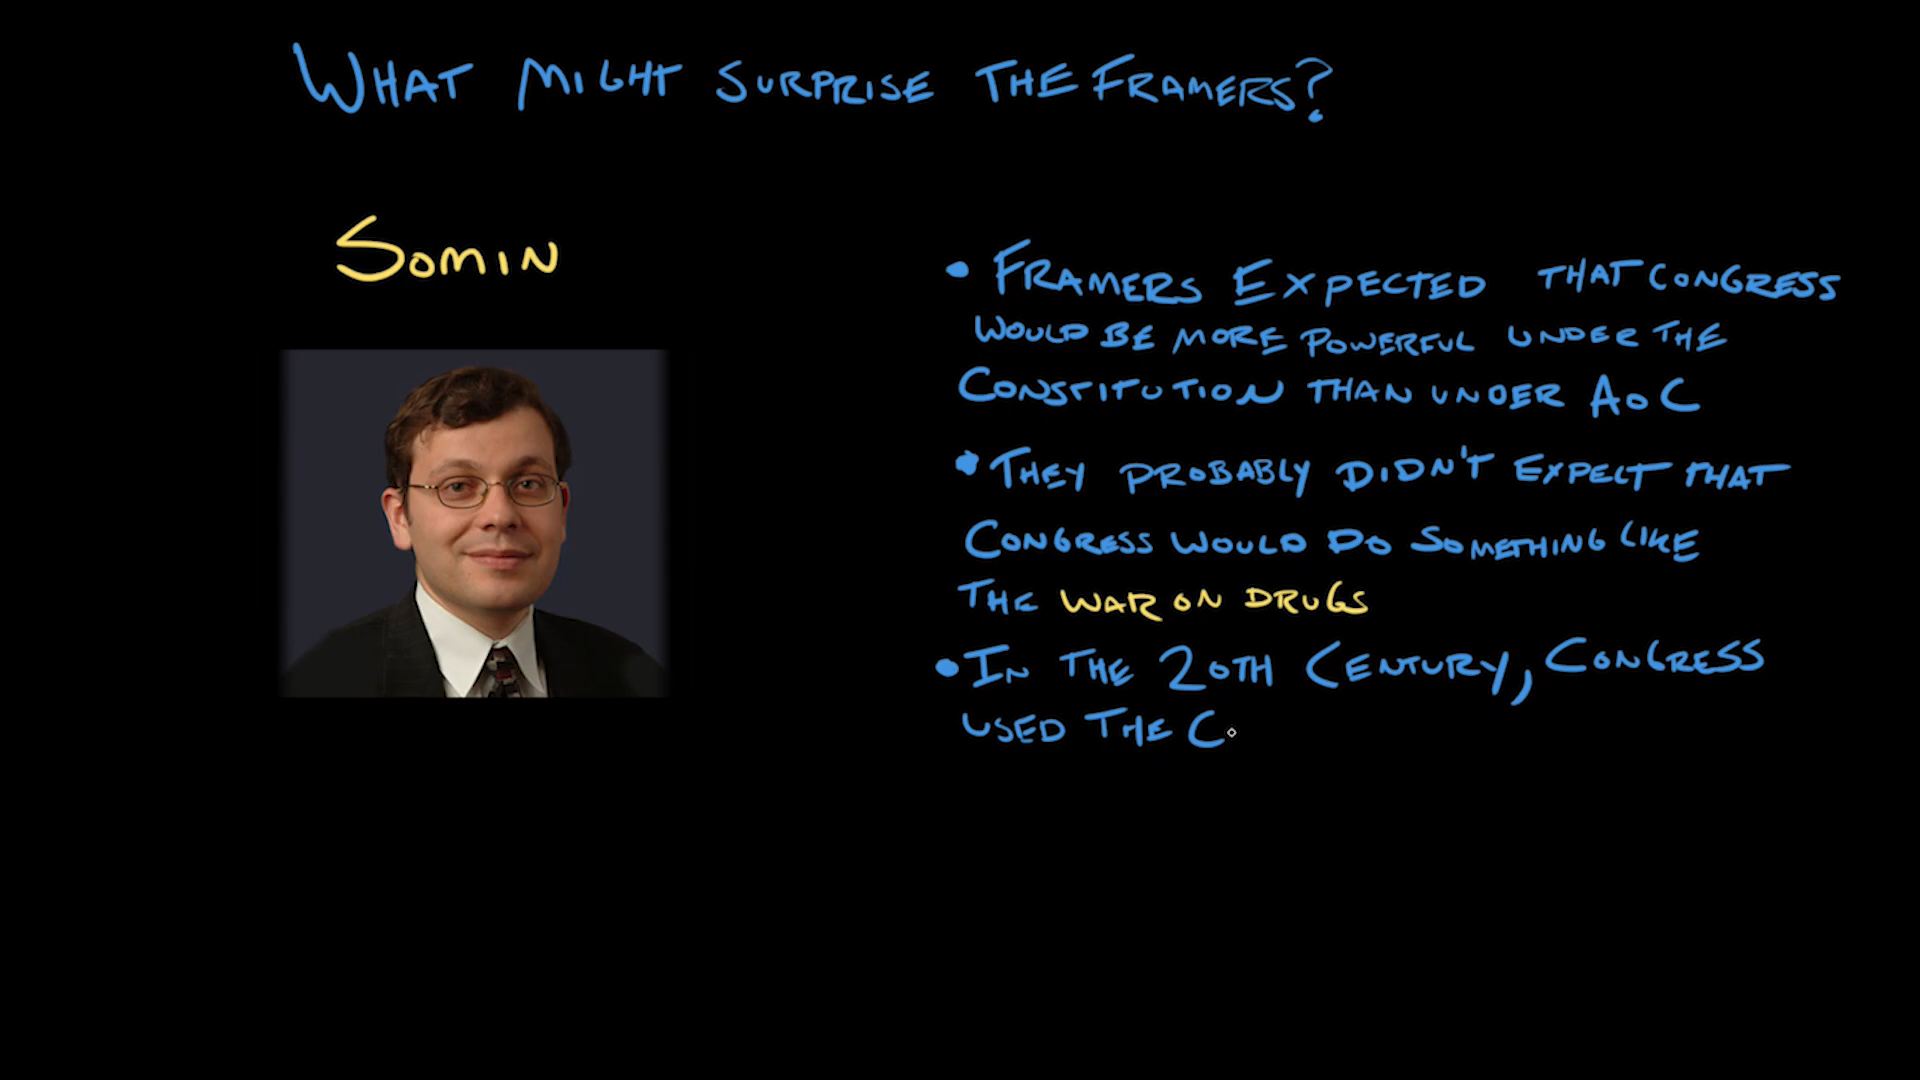 WHAT MIGHT SURPRISE THE FRAMERS?
SOMIN
• FRAMERS EXPECTED THAT CONGRESS
WOULD BE MORE POWERFUL UNDER THE
CONSTITUTION THAN UNDER AOC
• THEY PROBABLY DIDN'T EXPECT THAT
CONGRESS WOULD DO SOMETHING LIKE
THE WAR ON DRUGS
• IN THE 20TH CENTURY, CONGRESS
USED THE C